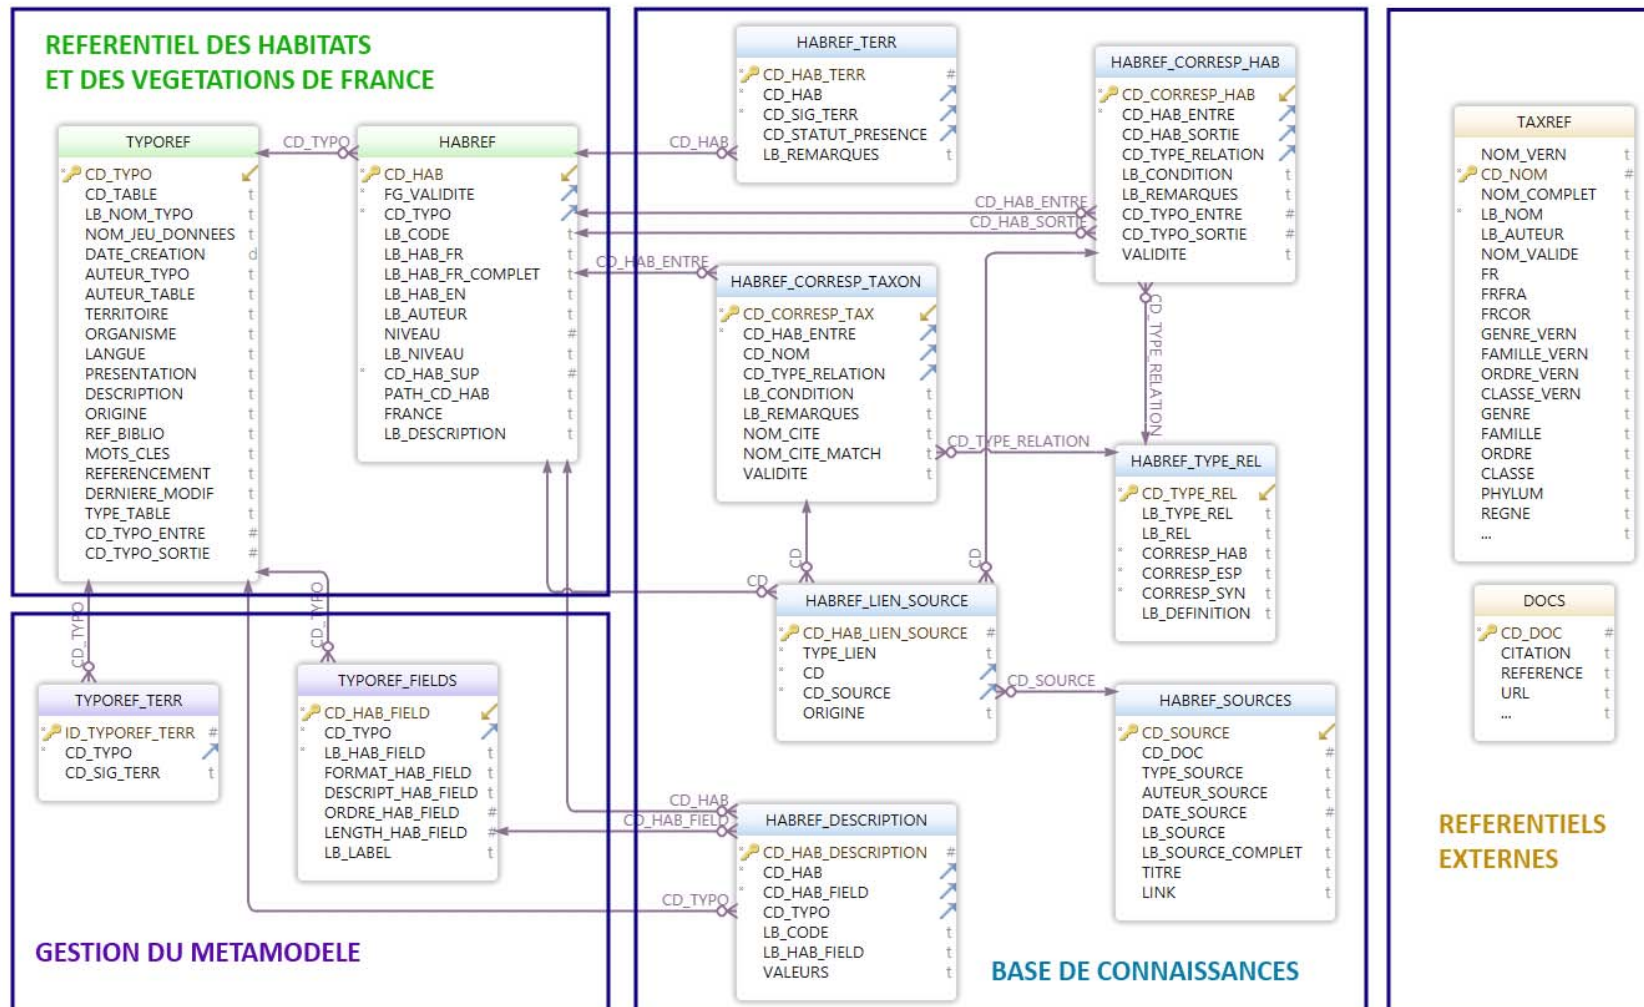 RÉFÉRENTIEL DES HABITATS
ET DES VEGETATIONS DE FRANCE
TYPOREF
CD_TYPO
CD_TABLE t
LB_NOM_TYPO t
NOM_JEU_DONNEES t
DATE_CREATION d
AUTEUR_TYPO t
AUTEUR_TABLE t
TERRITOIRE t
ORGANISME t
LANGUE t
PRESENTATION t
DESCRIPTION t
ORIGINE t
REF_BIBLIO t
MOTS_CLES t
REFERENCEMENT t
DERNIERE_MODIF t
TYPE_TABLE t
CD_TYPO_ENTRE #
CD_TYPO_SORTIE #
CD_TYPO
HABREF
CD_HAB
FG_VALIDITE
CD_TYPO
LB_CODE t
LB_HAB_FR t
LB_HAB_FR_COMPLET t
LB_HAB_EN t
LB_AUTEUR t
NIVEAU #
LB_NIVEAU t
CD_HAB_SUP #
PATH_CD_HAB t
FRANCE t
LB_DESCRIPTION t
CD_TYPO
CD_TYPO
TYPOREF_TERR
ID_TYPOREF_TERR #
CD_TYPO
CD_SIG_TERR t
TYPOREF_FIELDS
CD_HAB_FIELD
CD_TYPO
LB_HAB_FIELD t
FORMAT_HAB_FIELD t
DESCRIPT_HAB_FIELD t
ORDRE_HAB_FIELD #
LENGTH_HAB_FIELD #
LB_LABEL t
GESTION DU METAMODELE
HABREF_TERR
CD_HAB_TERR #
CD_HAB
CD_SIG_TERR
CD_STATUT_PRESENCE
LB_REMARQUES t
CD_HAB
HABREF_CORRESP_HAB
CD_CORRESP_HAB
CD_HAB_ENTRE
CD_HAB_SORTIE
CD_TYPE_RELATION
LB_CONDITION t
LB_REMARQUES t
CD_TYPO_ENTRE #
CD_TYPO_SORTIE #
VALIDITE t
CD_HAB_ENTRE
CD_HAB_SORTIE
CD_HAB_ENTRE
HABREF_CORRESP_TAXON
CD_CORRESP_TAX
CD_HAB_ENTRE
CD_NOM
CD_TYPE_RELATION
LB_CONDITION t
LB_REMARQUES t
NOM_CITE t
NOM_CITE_MATCH t
VALIDITE t
CD_TYPE_RELATION
CD_TYPE_RELATION
HABREF_TYPE_REL
CD_TYPE_REL
LB_TYPE_REL t
LB_REL t
CORRESP_HAB t
CORRESP_ESP t
CORRESP_SYN t
LB_DEFINITION t
CD
CD
CD
HABREF_LIEN_SOURCE
CD_HAB_LIEN_SOURCE #
TYPE_LIEN t
CD
CD_SOURCE
ORIGINE t
CD_SOURCE
HABREF_SOURCES
CD_SOURCE
CD_DOC #
TYPE_SOURCE t
AUTEUR_SOURCE t
DATE_SOURCE #
LB_SOURCE t
LB_SOURCE_COMPLET t
TITRE t
LINK t
CD_HAB
CD_HAB_FIELD
CD_TYPO
HABREF_DESCRIPTION
CD_HAB_DESCRIPTION #
CD_HAB
CD_HAB_FIELD
CD_TYPO
LB_CODE t
LB_HAB_FIELD t
VALEURS t
BASE DE CONNAISSANCES
TAXREF
NOM_VERN t
CD_NOM #
NOM_COMPLET t
LB_NOM t
LB_AUTEUR t
NOM_VALIDE t
FR t
FRFRA t
FRCOR t
GENRE_VERN t
FAMILLE_VERN t
ORDRE_VERN t
CLASSE_VERN t
GENRE t
FAMILLE t
ORDRE t
CLASSE t
PHYLUM t
REGNE t
... t
DOCS
CD_DOC #
CITATION t
REFERENCE t
URL t
... t
REFERENTIELS
EXTERNES